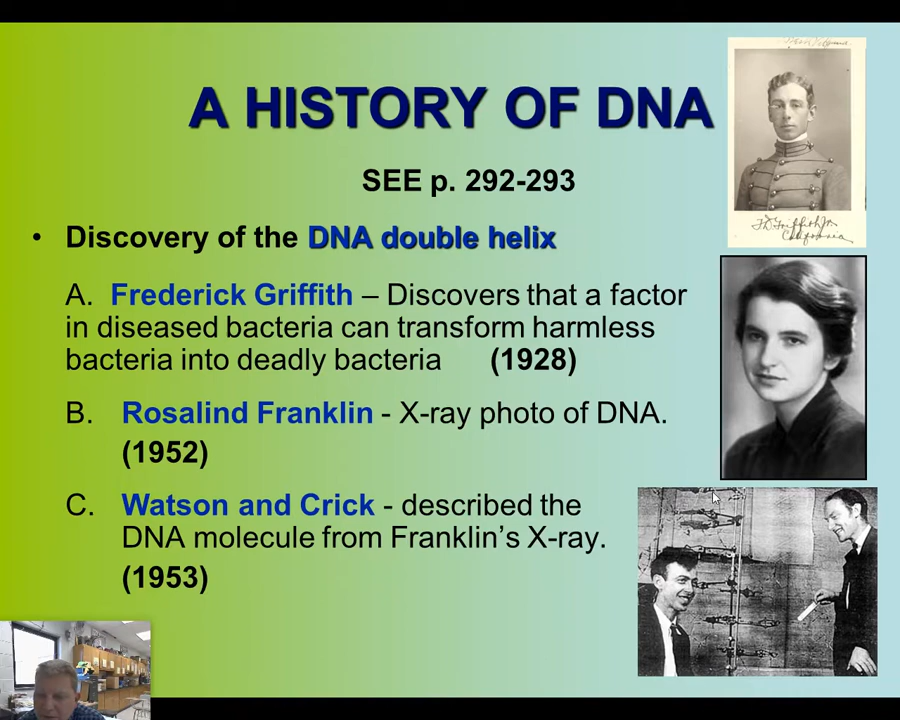 A HISTORY OF DNA
SEE p. 292-293
• Discovery of the DNA double helix
A. Frederick Griffith – Discovers that a factor
in diseased bacteria can transform harmless
bacteria into deadly bacteria (1928)
B. Rosalind Franklin - X-ray photo of DNA.
(1952)
C. Watson and Crick - described the
DNA molecule from Franklin's X-ray.
(1953)
California